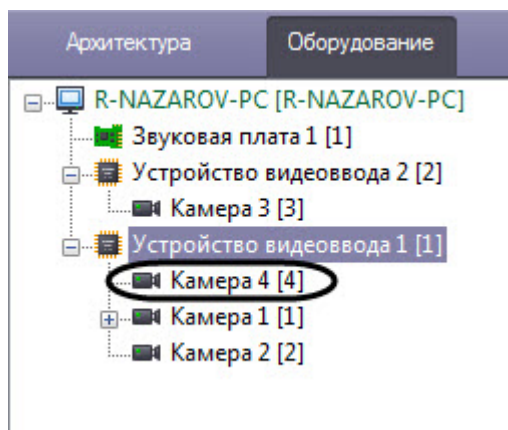 Архитектура Оборудование
R-NAZAROV-PC [R-NAZAROV-PC]
Звуковая плата 1 [1]
Устройство видеоввода 2 [2]
Камера 3 [3]
Устройство видеоввода 1 [1]
Камера 4 [4]
Камера 1 [1]
Камера 2 [2]